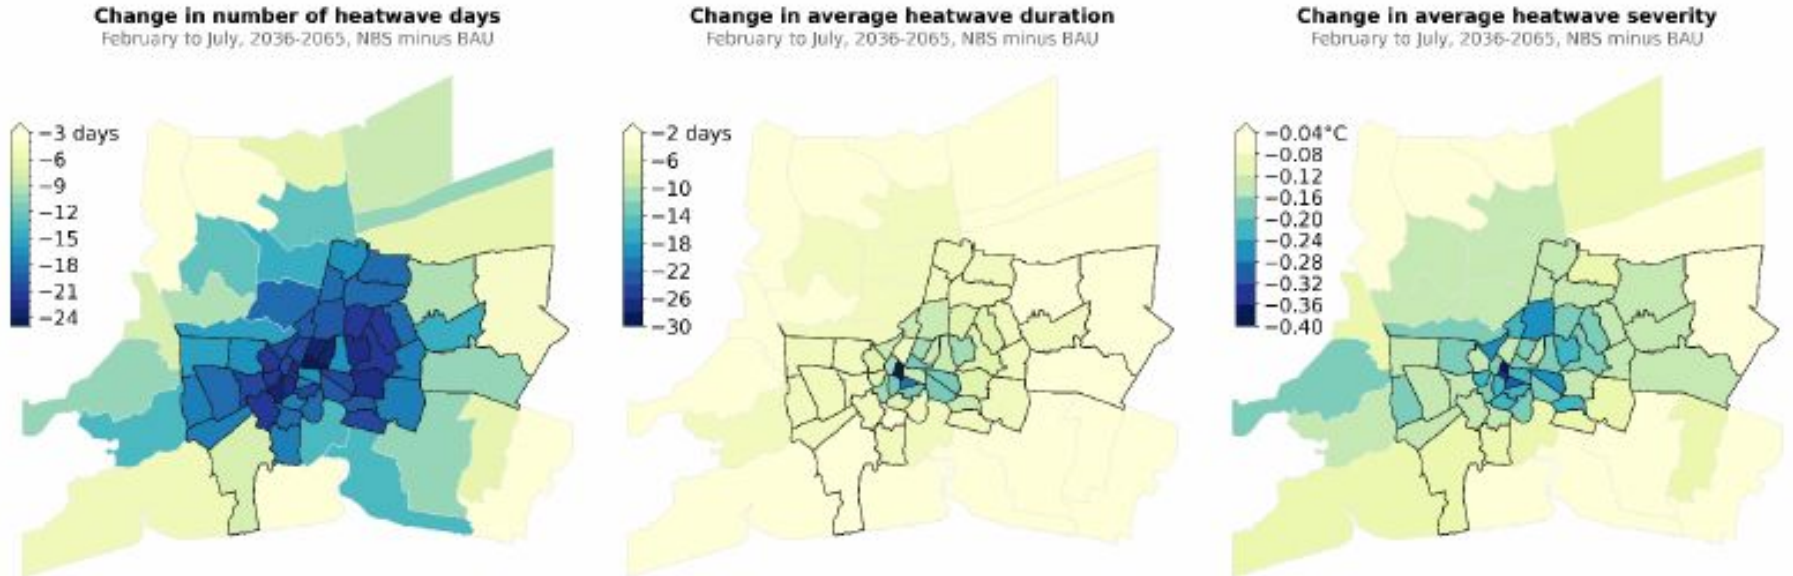 Change in number of heatwave days
February to July, 2036-2065, NBS minus BAU
−3 days
−6
−9
−12
−15
−18
−21
−24
Change in average heatwave duration
February to July, 2036-2065, NBS minus BAU
−2 days
−6
−10
−14
−18
−22
−26
−30
Change in average heatwave severity
February to July, 2036-2065, NBS minus BAU
−0.04°C
−0.08
−0.12
−0.16
−0.20
−0.24
−0.28
−0.32
−0.36
−0.40